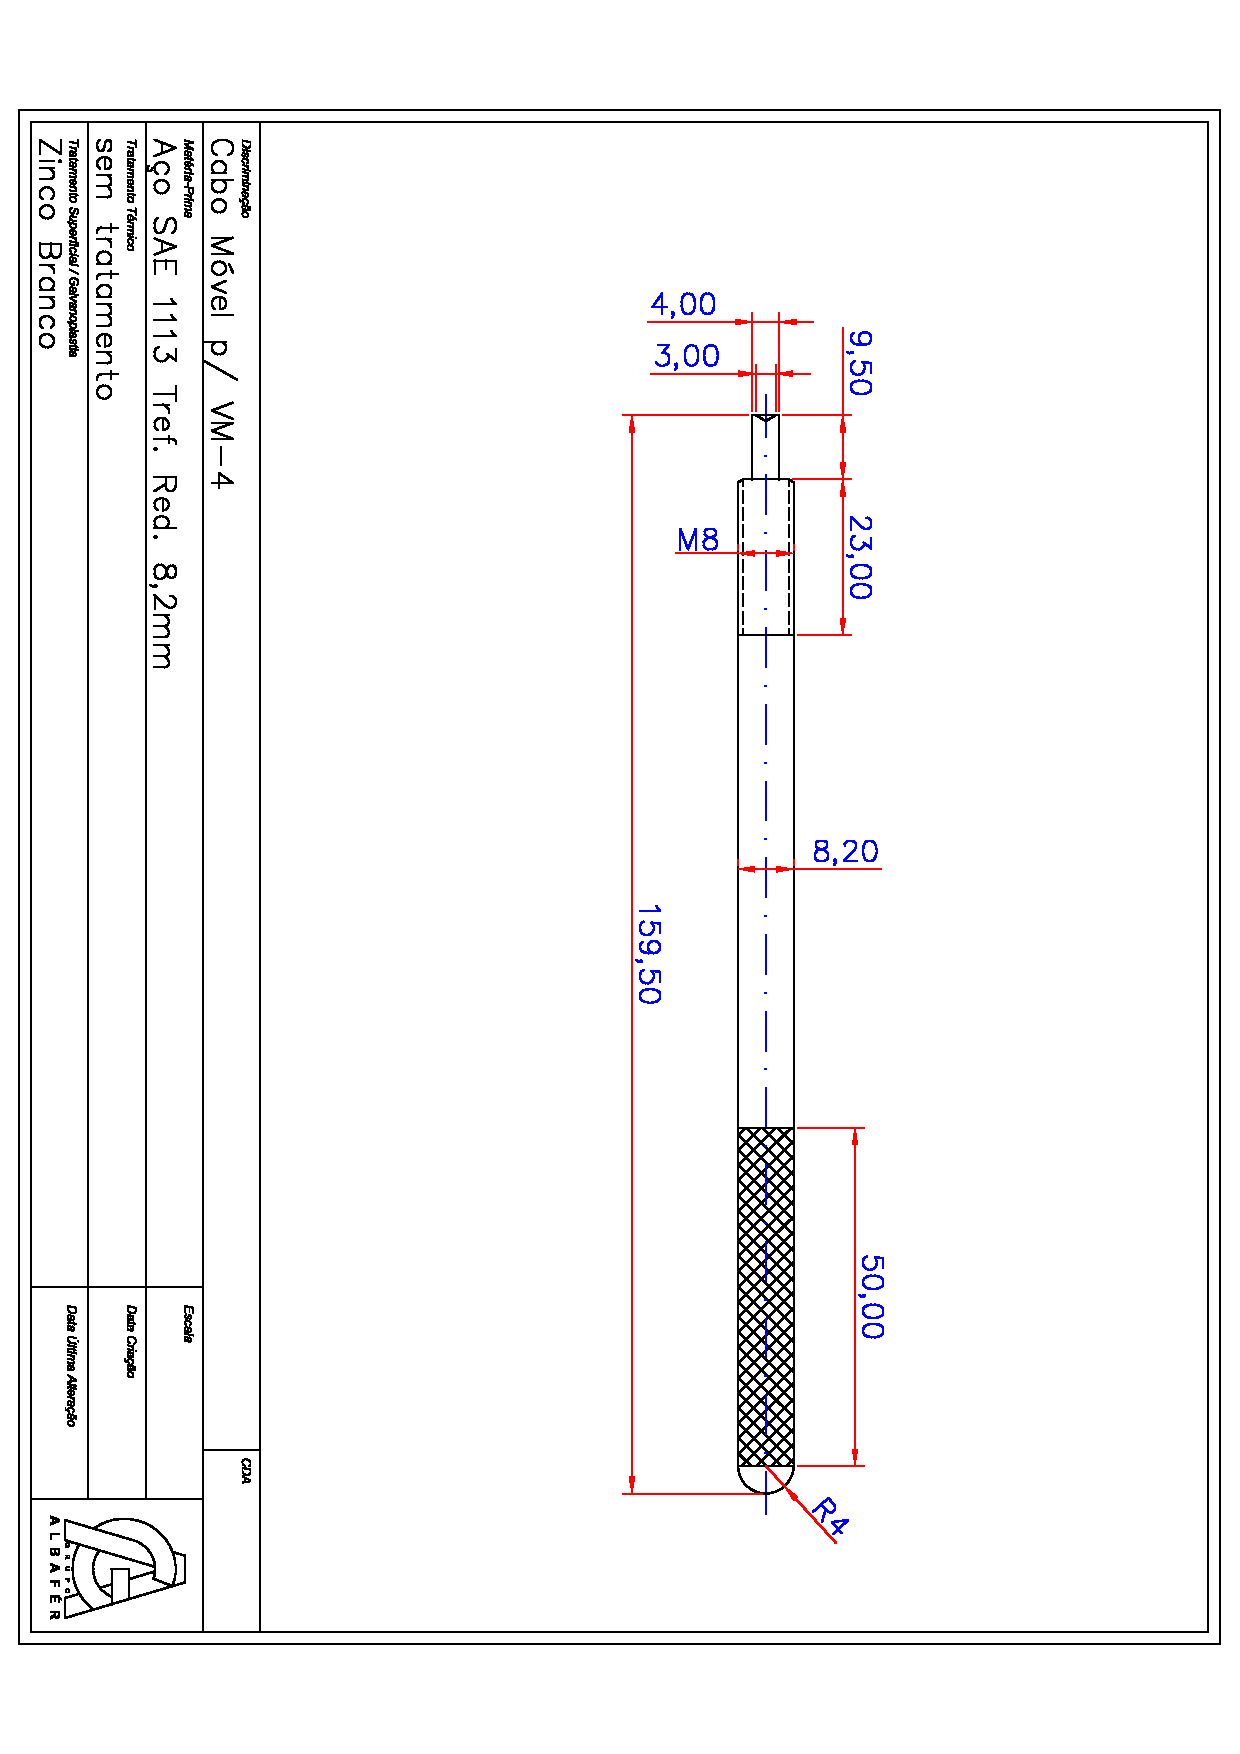 4,00
3,00
9,50
23,00
M8
8,20
159,50
50,00
R4
Discriminação
Cabo Móvel p/ VM-4
CDA
Matéria-Prima
Aço SAE 1113 Tref. Red. 8,2mm
Escala
Tratamento Térmico
sem tratamento
Data Criação
Tratamento Superficial / Galvanoplastia
Zinco Branco
Data Última Alteração
GRUPO
ALBAFÉR